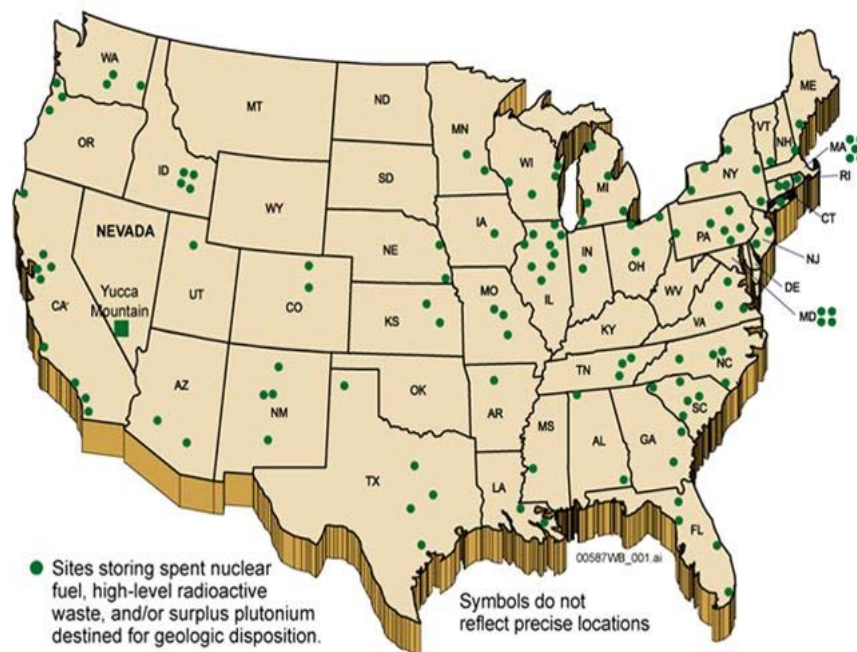 WA
MT
ND
MN
ME
VT
NH
MA
OR
ID
SD
WI
MI
NY
RI
WY
CT
NEVADA
IA
PA
NE
NJ
IN
OH
UT
IL
DE
Yucca
Mountain
CA
CO
MO
WV
MD
KS
KY
VA
AZ
NM
OK
TN
NC
AR
SC
MS
AL
GA
TX
LA
FL
00587WB_001.ai
Sites storing spent nuclear
fuel, high-level radioactive
waste, and/or surplus plutonium
destined for geologic disposition.
Symbols do not
reflect precise locations